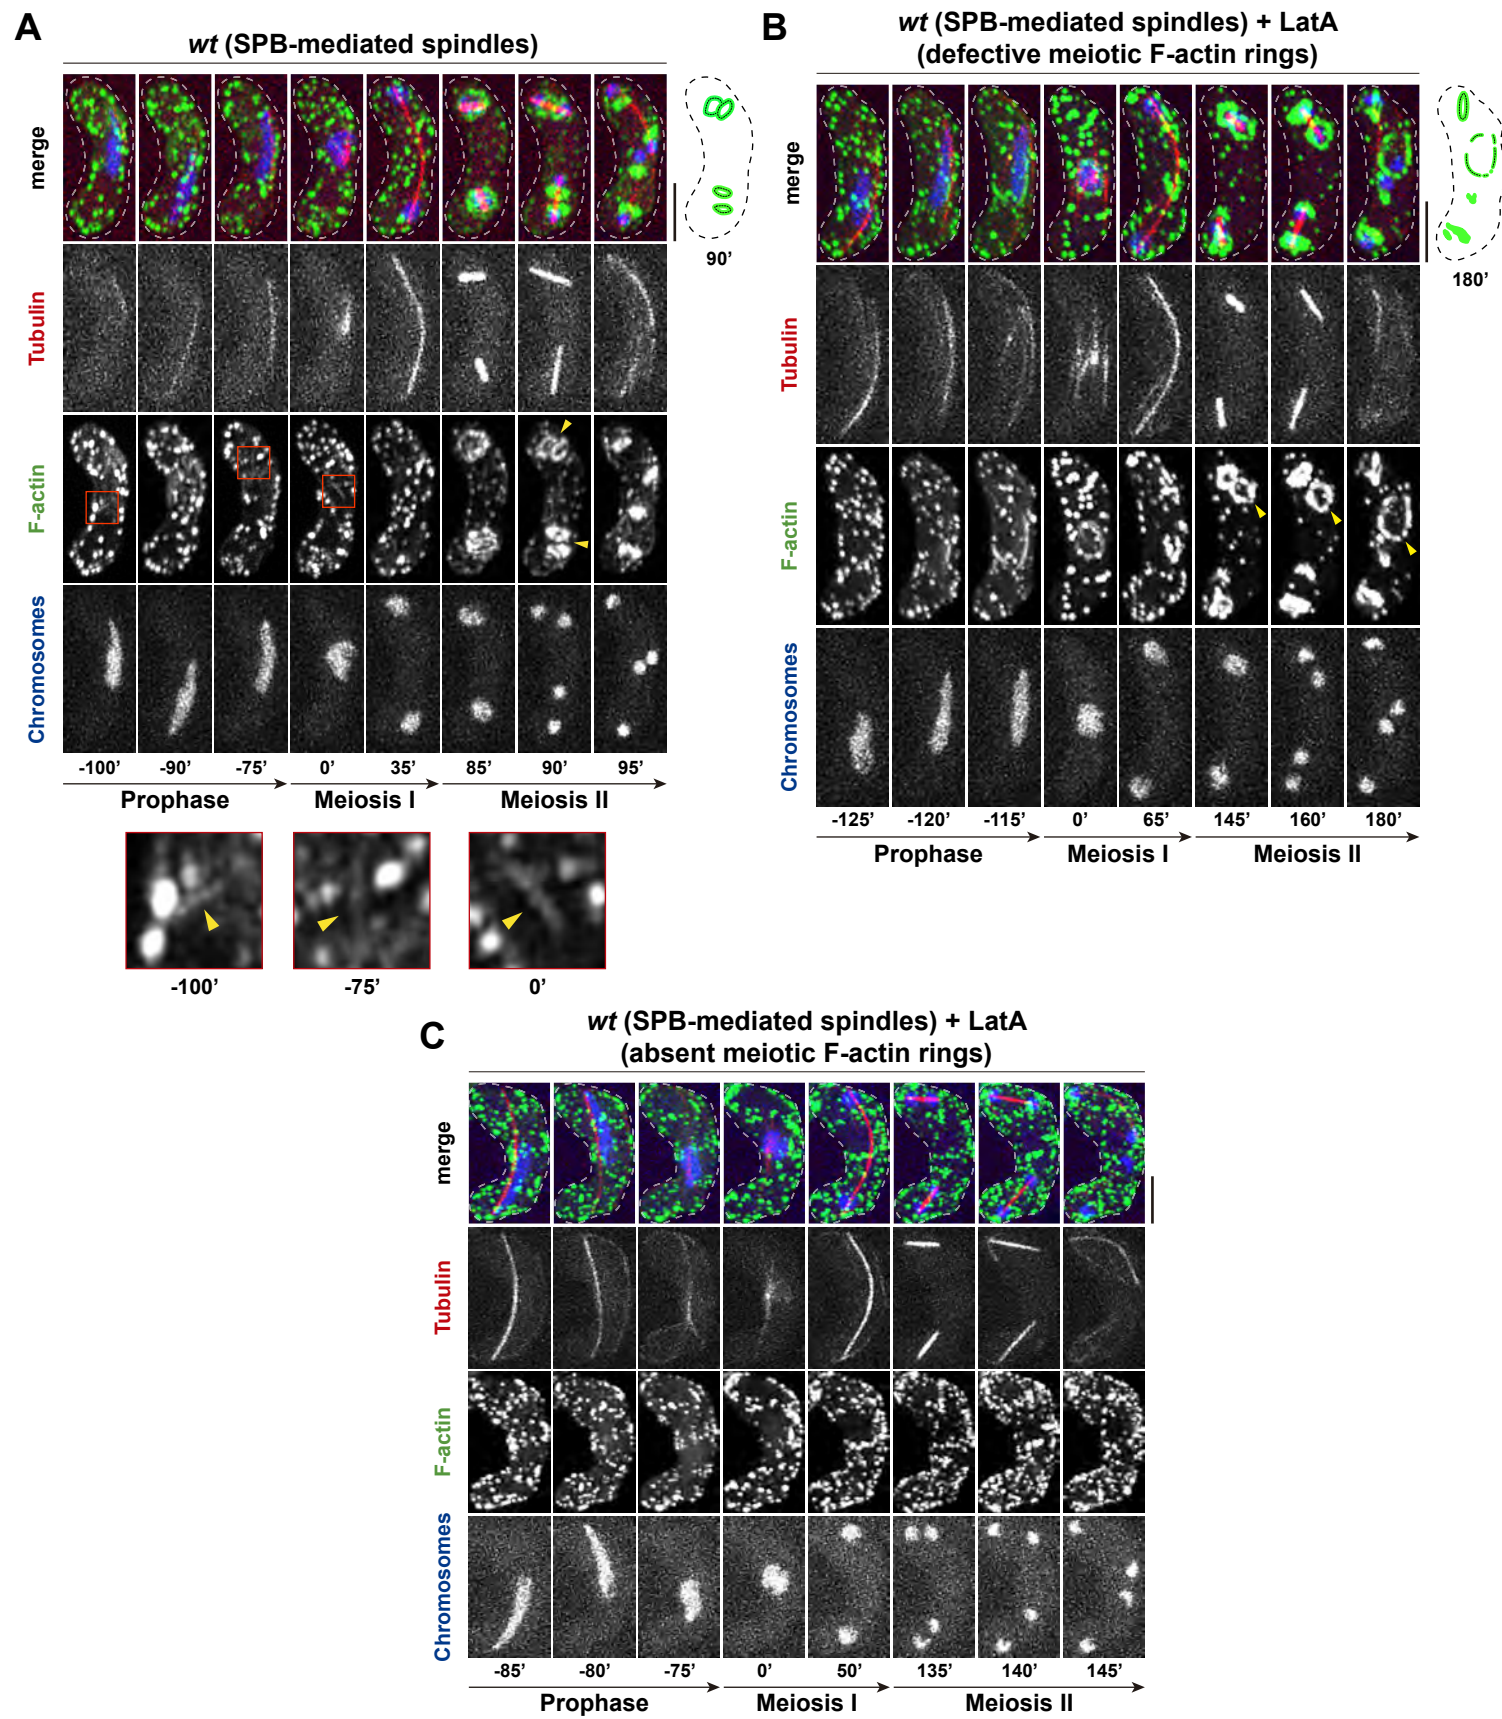 A
wt (SPB-mediated spindles)
merge
90’
Tubulin
F-actin
Chromosomes
-100’ -90’ -75’ 0’ 35’ 85’ 90’ 95’
Prophase Meiosis I Meiosis II
-100’ -75’ 0’
B
wt (SPB-mediated spindles) + LatA
(defective meiotic F-actin rings)
merge
180’
Tubulin
F-actin
Chromosomes
-125’ -120’ -115’ 0’ 65’ 145’ 160’ 180’
Prophase Meiosis I Meiosis II
C
wt (SPB-mediated spindles) + LatA
(absent meiotic F-actin rings)
merge
Tubulin
F-actin
Chromosomes
-85’ -80’ -75’ 0’ 50’ 135’ 140’ 145’
Prophase Meiosis I Meiosis II